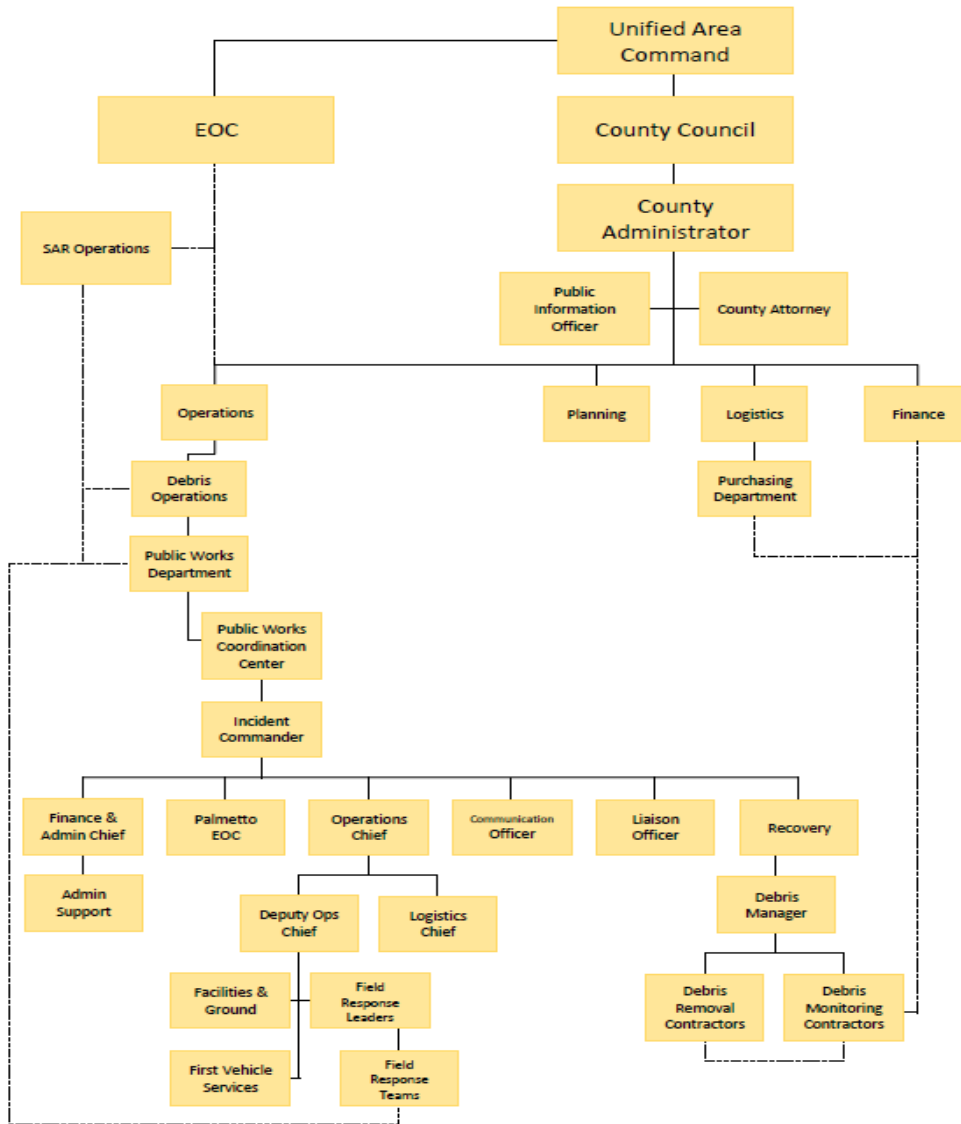 Unified Area
Command
EOC
County Council
County
Administrator
SAR Operations
Public
Information
Officer
County Attorney
Operations
Planning
Logistics
Finance
Debris
Operations
Purchasing
Department
Public Works
Department
Public Works
Coordination
Center
Incident
Commander
Finance &
Admin Chief
Palmetto
EOC
Operations
Chief
Communication
Officer
Liaison
Officer
Recovery
Admin
Support
Deputy Ops
Chief
Logistics
Chief
Debris
Manager
Facilities &
Ground
Field
Response
Leaders
Debris
Removal
Contractors
Debris
Monitoring
Contractors
First Vehicle
Services
Field
Response
Teams